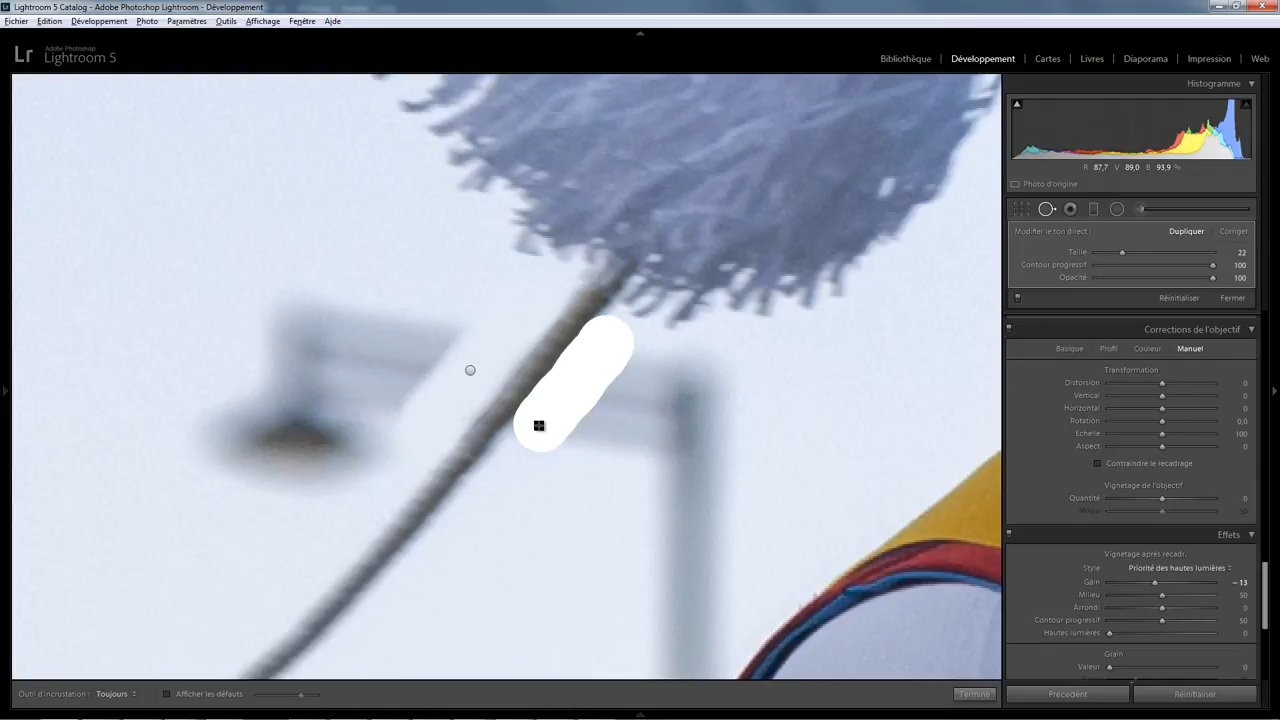 Lightroom 5 Catalog - Adobe Photoshop Lightroom - Développement
Fichier Edition Développement Photo Paramètres Outils Affichage Fenêtre Aide
Lr Adobe Photoshop
Lightroom 5
Bibliothèque | Développement | Cartes | Livres | Diaporama | Impression | Web
Histogramme
R 87,7 V 89,0 B 93,9 %
Photo d'origine
Modifier le ton direct : Dupliquer Corriger
Taille 22
Contour progressif 100
Opacité 100
Réinitialiser Fermer
Corrections de l'objectif
Basique Profil Couleur Manuel
Transformation
Distorsion 0
Vertical 0
Horizontal 0
Rotation 0,0
Echelle 100
Aspect 0
Contraindre le recadrage
Vignetage de l'objectif
Quantité 0
Milieu 50
Effets
Vignetage après recadr.
Style Priorité des hautes lumières
Gain − 13
Milieu 50
Arrondi 0
Contour progressif 50
Hautes lumières 0
Grain
Valeur 0
Outil d'incrustation : Toujours Afficher les défauts Terminé
Précédent Réinitialiser